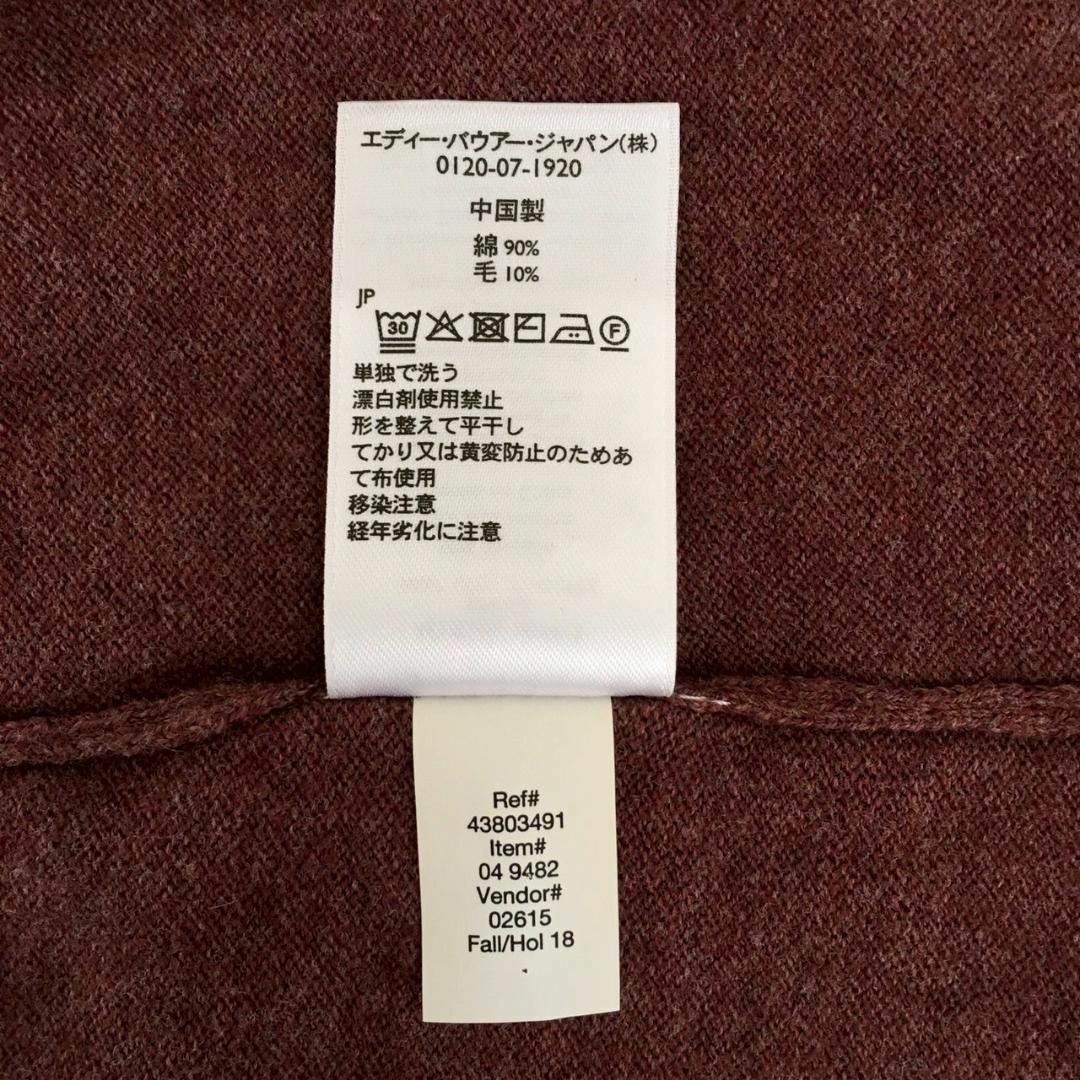 エディー・バウアー・ジャパン(株)
0120-07-1920
中国製
綿 90%
毛 10%
JP
30 F
単独で洗う
漂白剤使用禁止
形を整えて平干し
てかり又は黄変防止のためあ
て布使用
移染注意
経年劣化に注意
Ref#
43803491
Item#
04 9482
Vendor#
02615
Fall/Hol 18